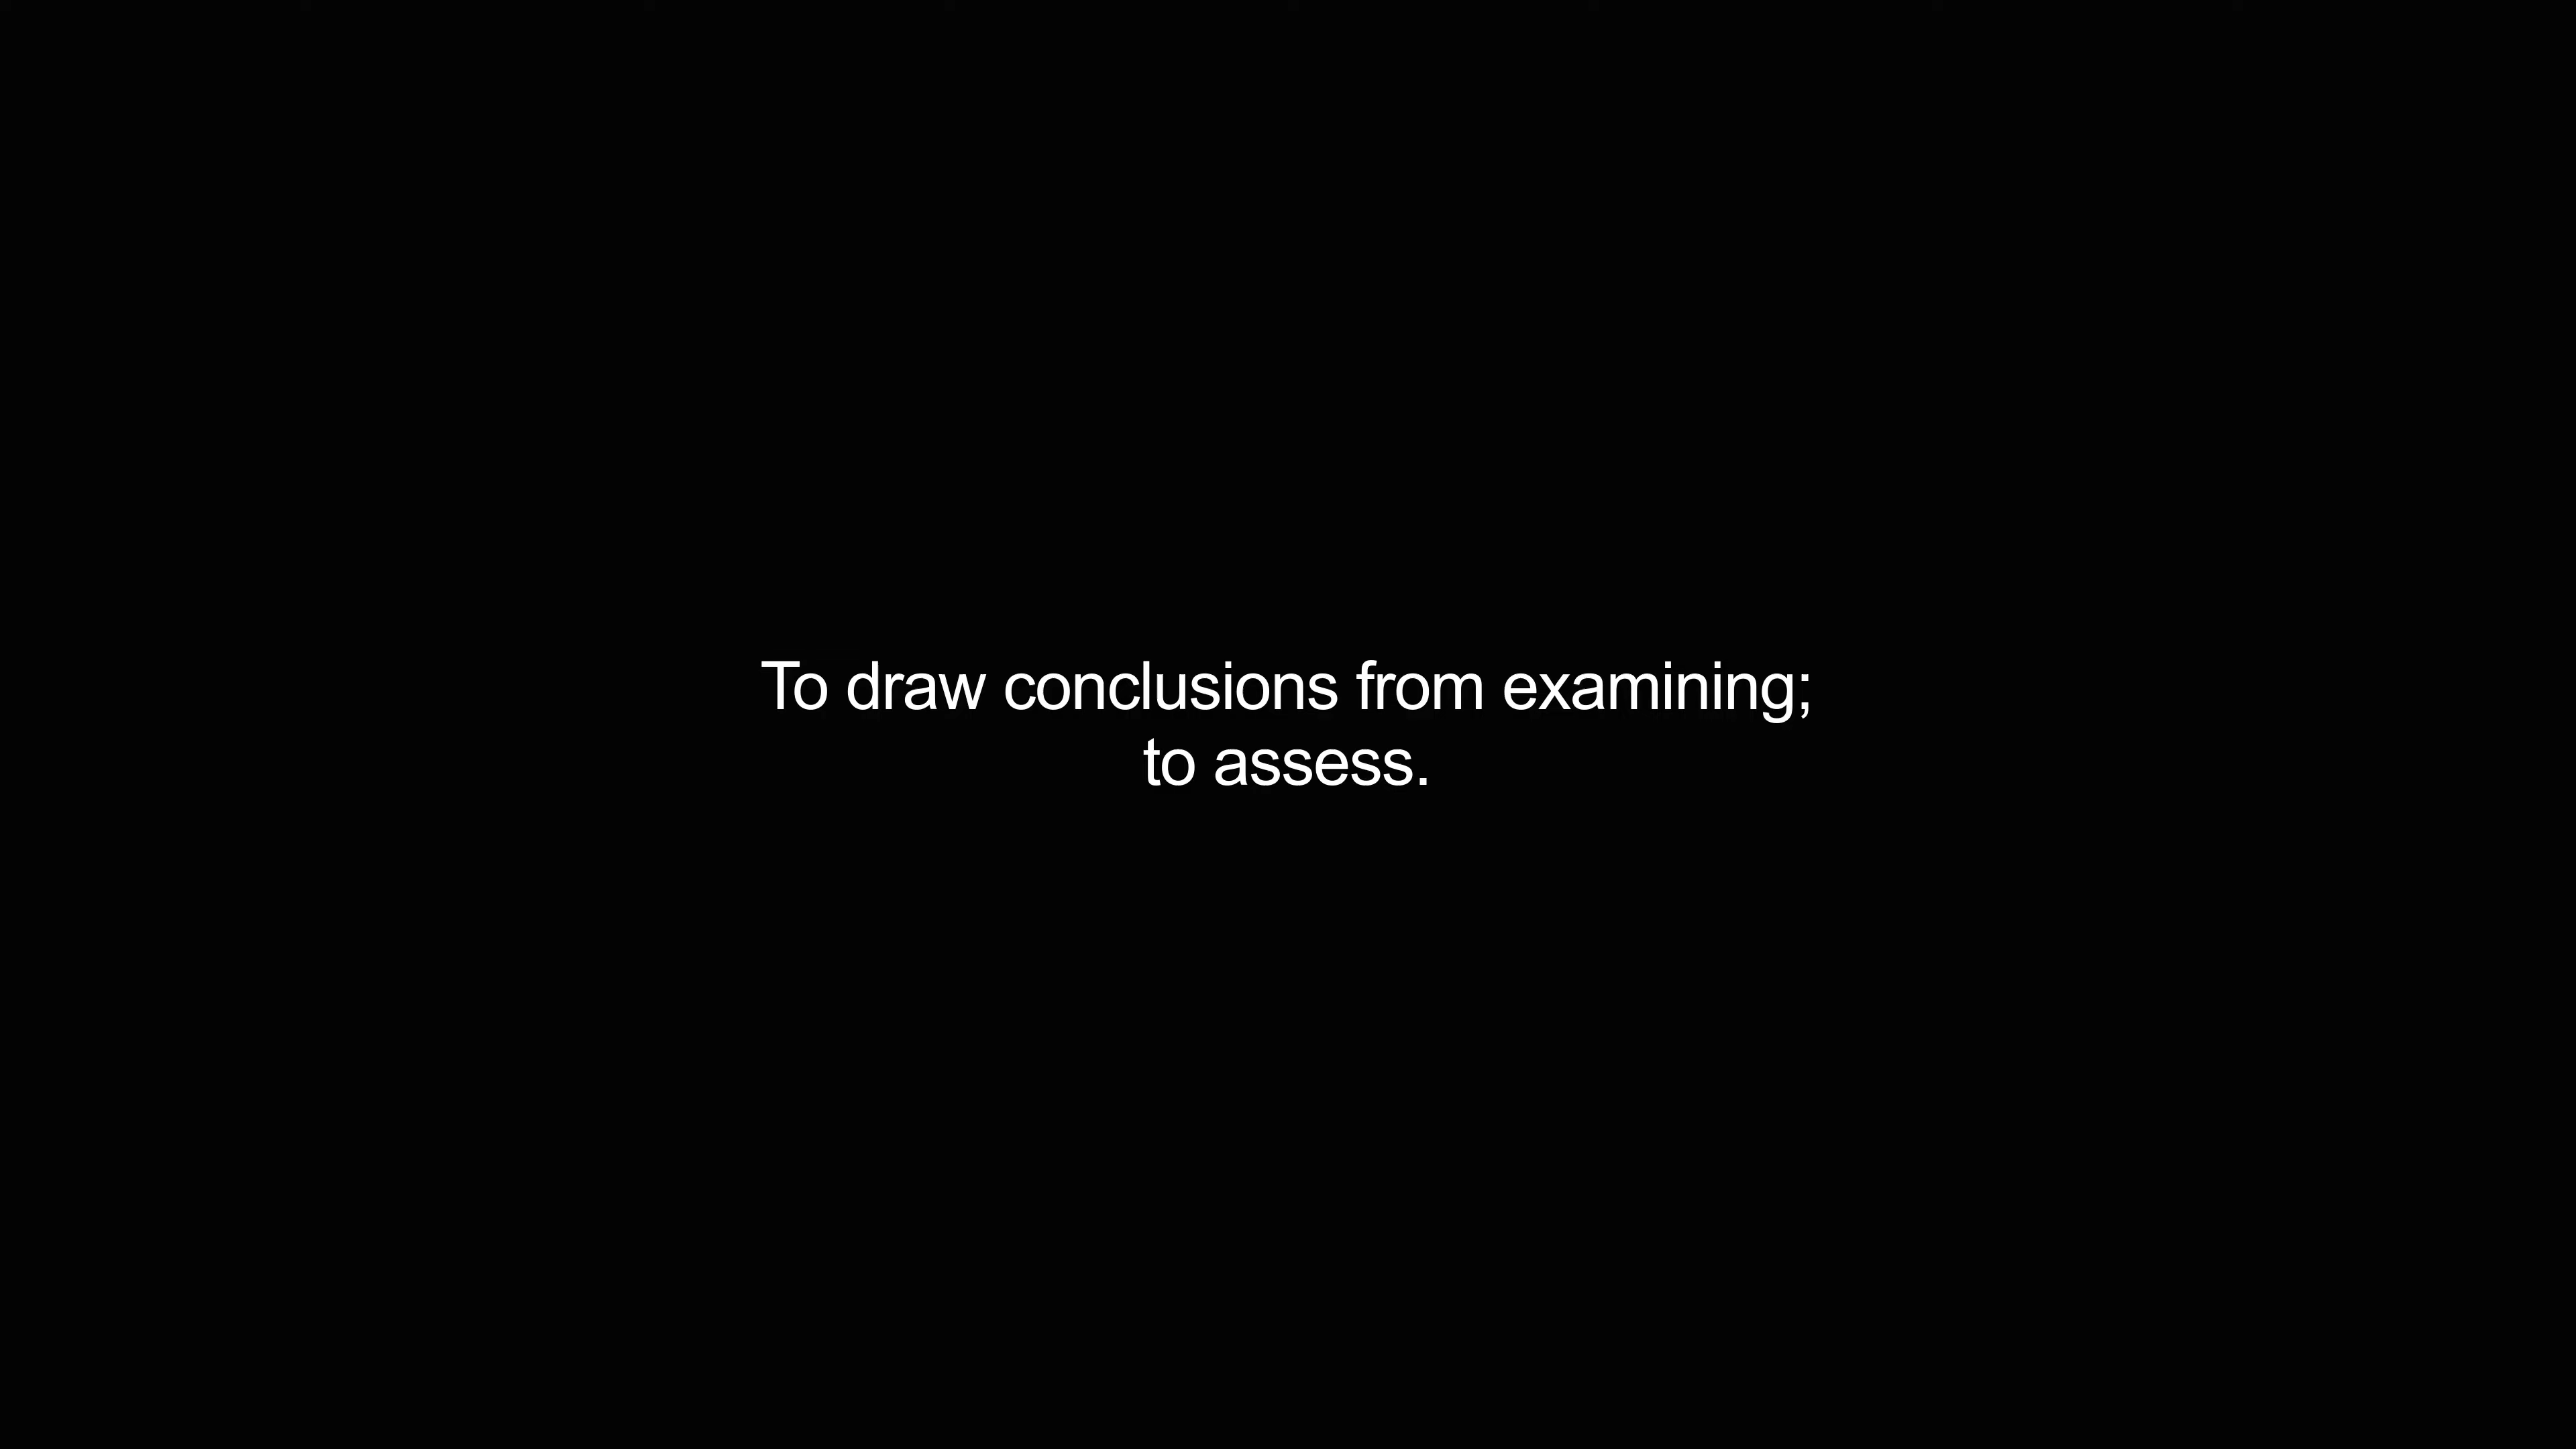 To draw conclusions from examining;
to assess.